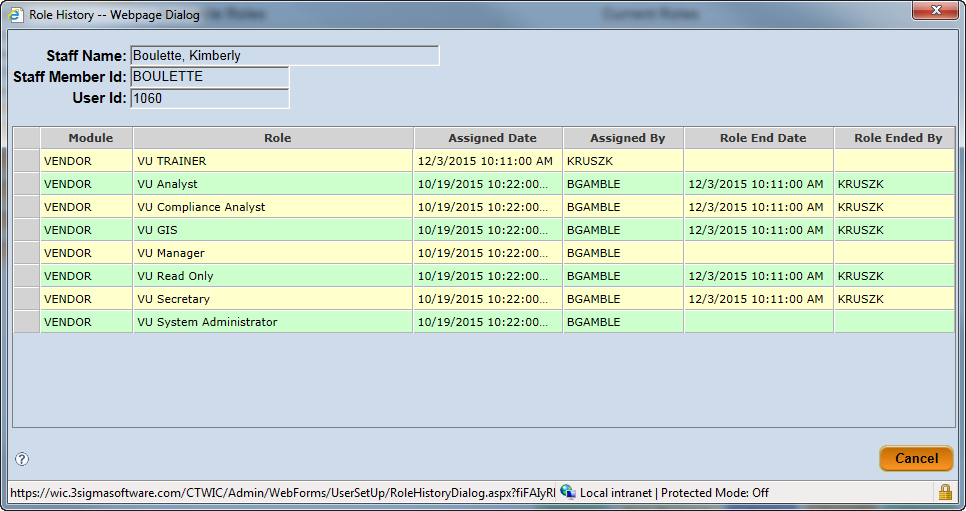 Role History -- Webpage Dialog
Current Roles
Staff Name: Boulette, Kimberly
Staff Member Id: BOULETTE
User Id: 1060
Module Role Assigned Date Assigned By Role End Date Role Ended By
VENDOR VU TRAINER 12/3/2015 10:11:00 AM KRUSZK
VENDOR VU Analyst 10/19/2015 10:22:00... BGAMBLE 12/3/2015 10:11:00 AM KRUSZK
VENDOR VU Compliance Analyst 10/19/2015 10:22:00... BGAMBLE 12/3/2015 10:11:00 AM KRUSZK
VENDOR VU GIS 10/19/2015 10:22:00... BGAMBLE 12/3/2015 10:11:00 AM KRUSZK
VENDOR VU Manager 10/19/2015 10:22:00... BGAMBLE
VENDOR VU Read Only 10/19/2015 10:22:00... BGAMBLE 12/3/2015 10:11:00 AM KRUSZK
VENDOR VU Secretary 10/19/2015 10:22:00... BGAMBLE 12/3/2015 10:11:00 AM KRUSZK
VENDOR VU System Administrator 10/19/2015 10:22:00... BGAMBLE
?
Cancel
https://wic.3sigmasoftware.com/CTWIC/Admin/WebForms/UserSetUp/RoleHistoryDialog.aspx?fiFAIyRl Local intranet | Protected Mode: Off